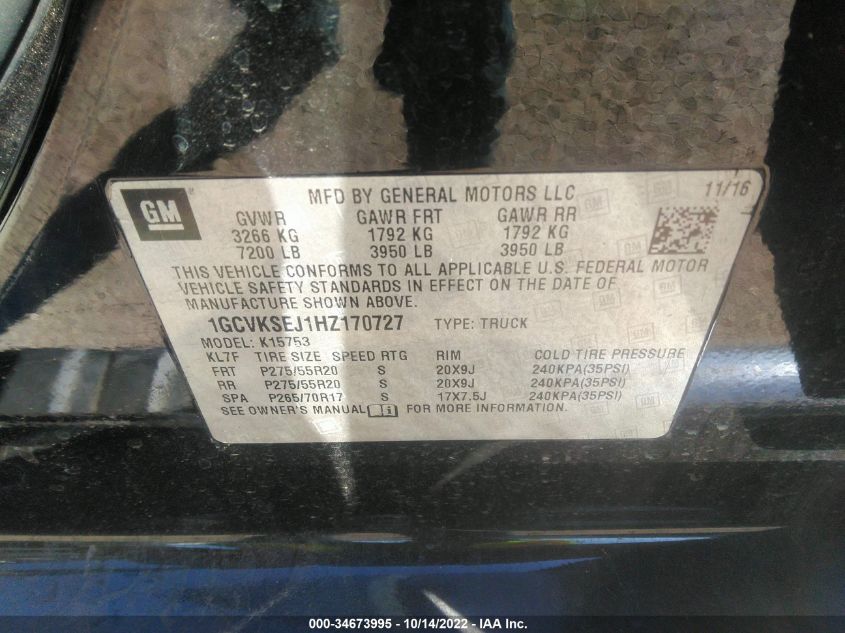 GM
MFD BY GENERAL MOTORS LLC 11/16
GVWR GAWR FRT GAWR RR
3266 KG 1792 KG 1792 KG
7200 LB 3950 LB 3950 LB
THIS VEHICLE CONFORMS TO ALL APPLICABLE U.S. FEDERAL MOTOR
VEHICLE SAFETY STANDARDS IN EFFECT ON THE DATE OF
MANUFACTURE SHOWN ABOVE.
1GCVKSEJ1HZ170727 TYPE: TRUCK
MODEL: K15753
KL7F TIRE SIZE SPEED RTG RIM COLD TIRE PRESSURE
FRT P275/55R20 S 20X9J 240KPA(35PSI)
RR P275/55R20 S 20X9J 240KPA(35PSI)
SPA P265/70R17 S 17X7.5J 240KPA(35PSI)
SEE OWNER'S MANUAL i FOR MORE INFORMATION.
000-34673995 - 10/14/2022 - IAA Inc.